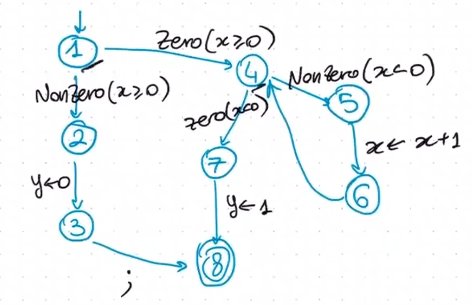 Zero(x≥0)
1
4
NonZero(x<0)
NonZero(x≥0)
5
zero(x<0)
2
x← x+1
7
y←0
6
y←1
3
8
;